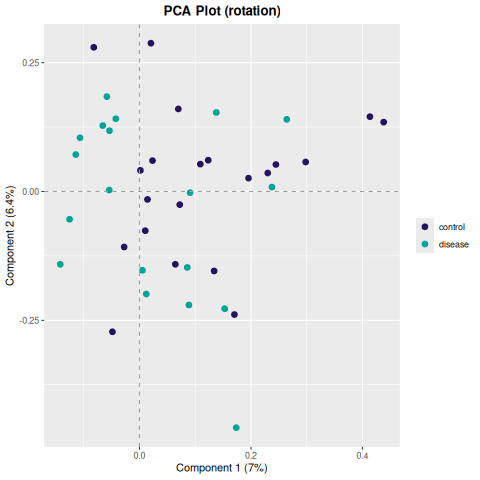 PCA Plot (rotation)
0.25
0.00
-0.25
Component 2 (6.4%)
0.0
0.2
0.4
Component 1 (7%)
control
disease